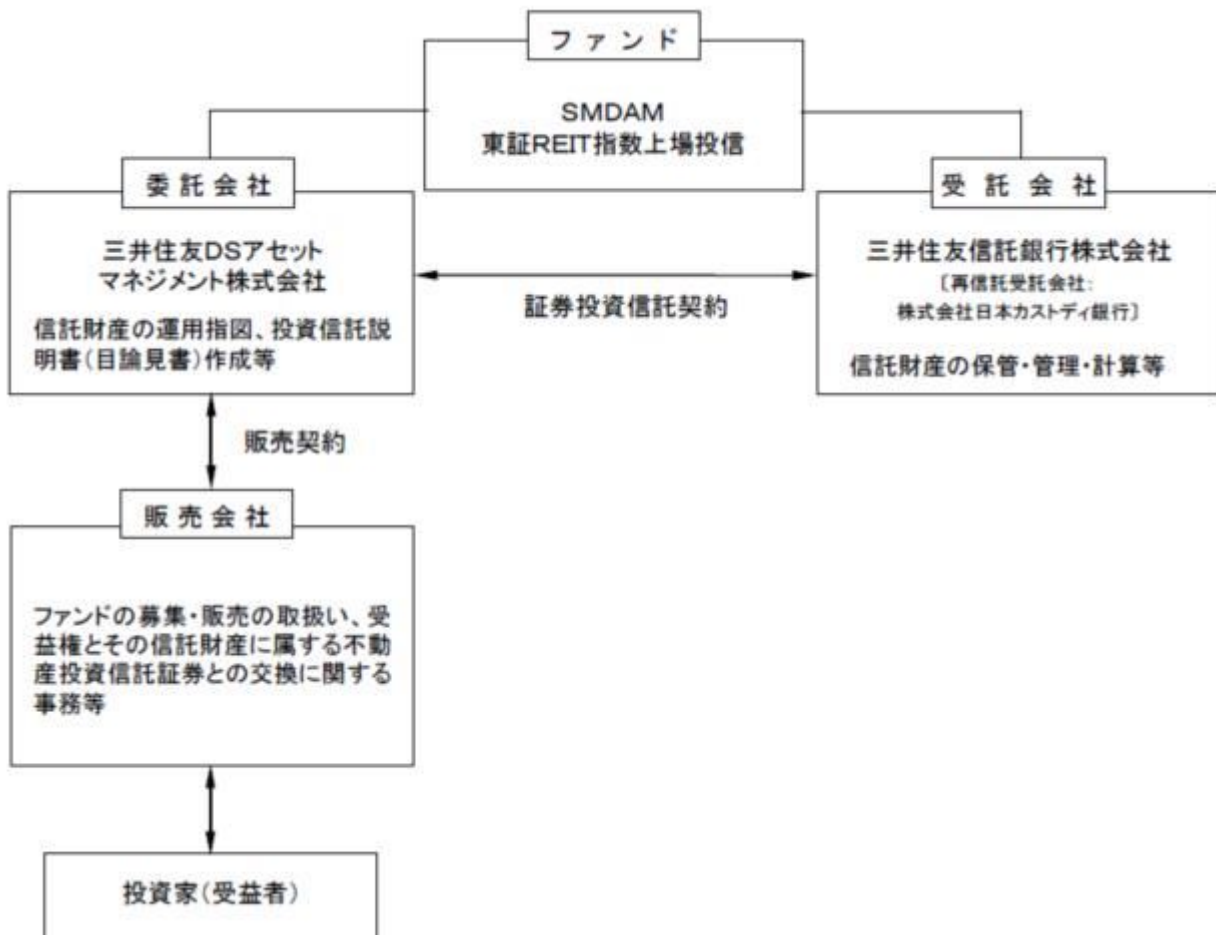 ファンド
SMDAM
東証REIT指数上場投信
委託会社
三井住友DSアセット
マネジメント株式会社
信託財産の運用指図、投資信託説
明書(目論見書)作成等
証券投資信託契約
受託会社
三井住友信託銀行株式会社
〔再信託受託会社:
株式会社日本カストディ銀行〕
信託財産の保管・管理・計算等
販売契約
販売会社
ファンドの募集・販売の取扱い、受
益権とその信託財産に属する不動
産投資信託証券との交換に関する
事務等
投資家(受益者)